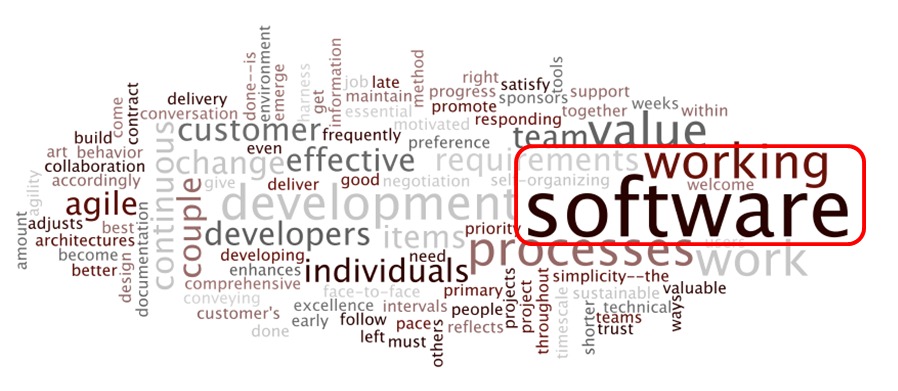 environment
done---is
emerge
harness
get
information
method
job late
maintain
essential
right
progress
satisfy
tools
sponsors
support
promote
together
weeks
within
come
contract
delivery
conversation
motivated
responding
build
continuous
customer
frequently
preference
team
value
art behavior
even
collaboration
change
effective
requirements
working
accordingly
give
deliver
good
negotiation
self-organizing
welcome
agility
agile
couple
development
software
amount
adjusts
best
documentation
developers
items
priority
architectures
processes
users
become
developing
need
work
better
design
enhances
individuals
comprehensive
face-to-face
primary
projects
project
throughout
simplicity--the
conveying
sustainable
valuable
customer's
excellence
intervals
people
timescale
shorter
technical
ways
early
follow
pace
reflects
teams
done
left
must
others
trust